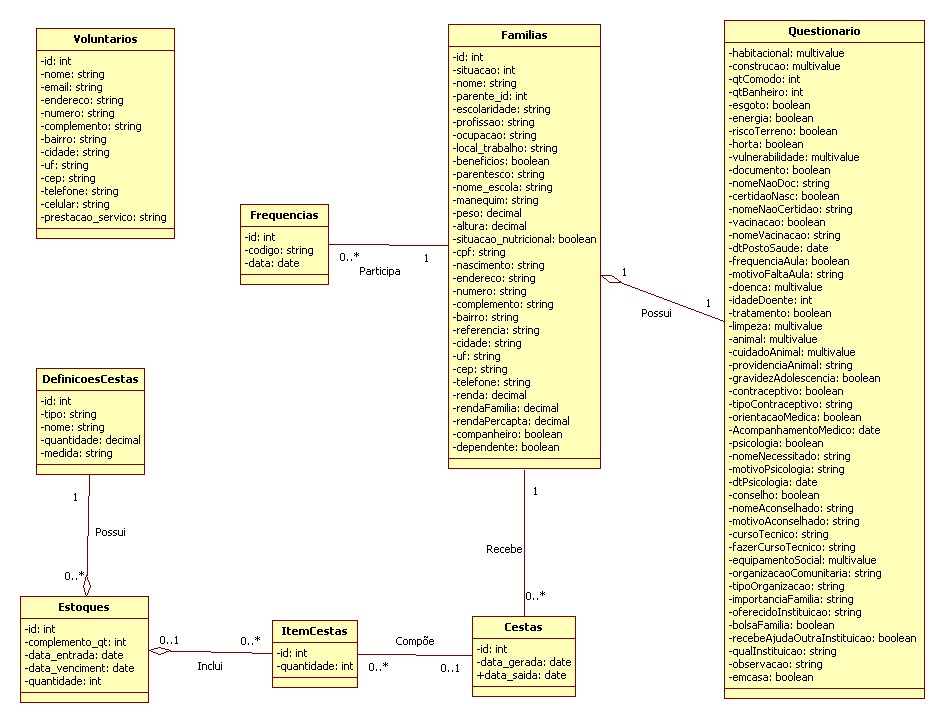 Voluntarios
-id: int
-nome: string
-email: string
-endereco: string
-numero: string
-complemento: string
-bairro: string
-cidade: string
-uf: string
-cep: string
-telefone: string
-celular: string
-prestacao_servico: string
Frequencias
-id: int
-codigo: string
-data: date
0..*
1
Participa
Familias
-id: int
-situacao: int
-nome: string
-parente_id: int
-escolaridade: string
-profissao: string
-ocupacao: string
-local_trabalho: string
-beneficios: boolean
-parentesco: string
-nome_escola: string
-manequim: string
-peso: decimal
-altura: decimal
-situacao_nutricional: boolean
-cpf: string
-nascimento: string
-endereco: string
-numero: string
-complemento: string
-bairro: string
-referencia: string
-cidade: string
-uf: string
-cep: string
-telefone: string
-renda: decimal
-rendaFamilia: decimal
-rendaPercapta: decimal
-companheiro: boolean
-dependente: boolean
1
1
Possui
Questionario
-habitacional: multivalue
-construcao: multivalue
-qtComodo: int
-qtBanheiro: int
-esgoto: boolean
-energia: boolean
-riscoTerreno: boolean
-horta: boolean
-vulnerabilidade: multivalue
-documento: boolean
-nomeNaoDoc: string
-certidaoNasc: boolean
-nomeNaoCertidao: string
-vacinacao: boolean
-nomeVacinacao: string
-dtPostoSaude: date
-frequenciaAula: boolean
-motivoFaltaAula: string
-doenca: multivalue
-idadeDoente: int
-tratamento: boolean
-limpeza: multivalue
-animal: multivalue
-cuidadoAnimal: multivalue
-providenciaAnimal: string
-gravidezAdolescencia: boolean
-contraceptivo: boolean
-tipoContraceptivo: string
-orientacaoMedica: boolean
-AcompanhamentoMedico: date
-psicologia: boolean
-nomeNecessitado: string
-motivoPsicologia: string
-dtPsicologia: date
-conselho: boolean
-nomeAconselhado: string
-motivoAconselhado: string
-cursoTecnico: string
-fazerCursoTecnico: string
-equipamentoSocial: multivalue
-organizacaoComunitaria: string
-tipoOrganizacao: string
-importanciaFamilia: string
-oferecidoInstituicao: string
-bolsaFamilia: boolean
-recebeAjudaOutraInstituicao: boolean
-qualInstituicao: string
-observacao: string
-emcasa: boolean
DefinicoesCestas
-id: int
-tipo: string
-nome: string
-quantidade: decimal
-medida: string
1
Possui
0..*
1
Recebe
0..*
Estoques
-id: int
-complemento_qt: int
-data_entrada: date
-data_venciment: date
-quantidade: int
0..1
0..*
Inclui
ItemCestas
-id: int
-quantidade: int
Compõe
0..*
0..1
Cestas
-id: int
-data_gerada: date
+data_saida: date